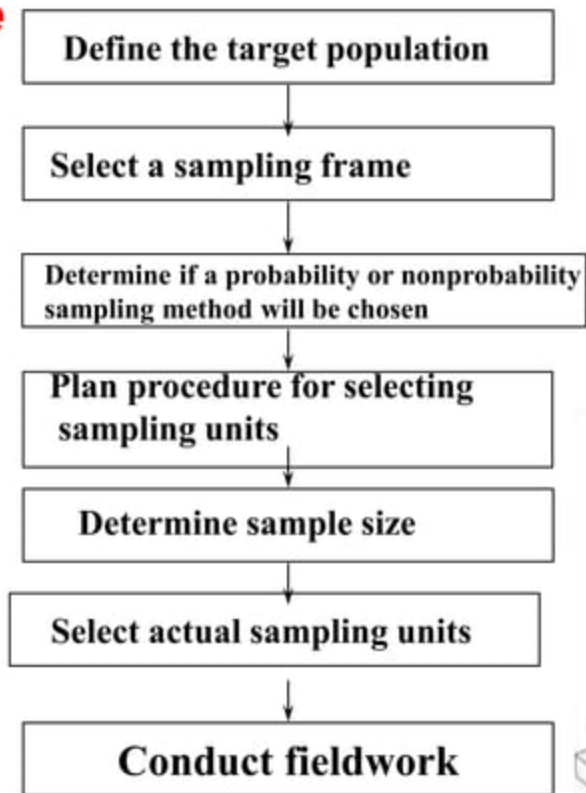 Define the target population
Select a sampling frame
Determine if a probability or nonprobability
sampling method will be chosen
Plan procedure for selecting
sampling units
Determine sample size
Select actual sampling units
Conduct fieldwork